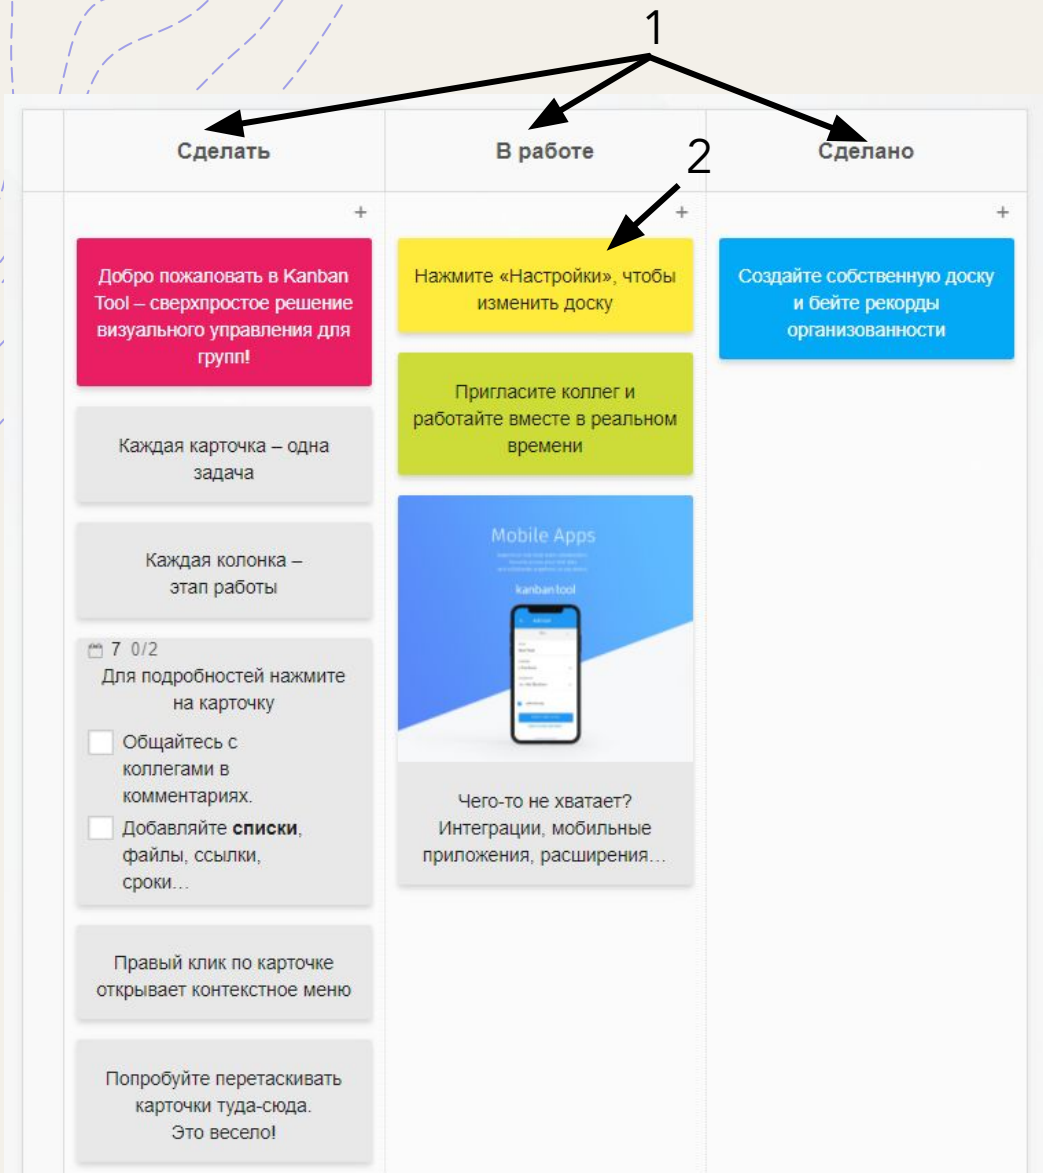 1
Сделать
В работе
2
Сделано
+
+
+
Добро пожаловать в Kanban
Tool – сверхпростое решение
визуального управления для
групп!
Каждая карточка – одна
задача
Каждая колонка –
этап работы
7 0/2
Для подробностей нажмите
на карточку
Общайтесь с
коллегами в
комментариях.
Добавляйте списки,
файлы, ссылки,
сроки…
Правый клик по карточке
открывает контекстное меню
Попробуйте перетаскивать
карточки туда-сюда.
Это весело!
Нажмите «Настройки», чтобы
изменить доску
Пригласите коллег и
работайте вместе в реальном
времени
Mobile Apps
kanbantool
Чего-то не хватает?
Интеграции, мобильные
приложения, расширения…
Создайте собственную доску
и бейте рекорды
организованности